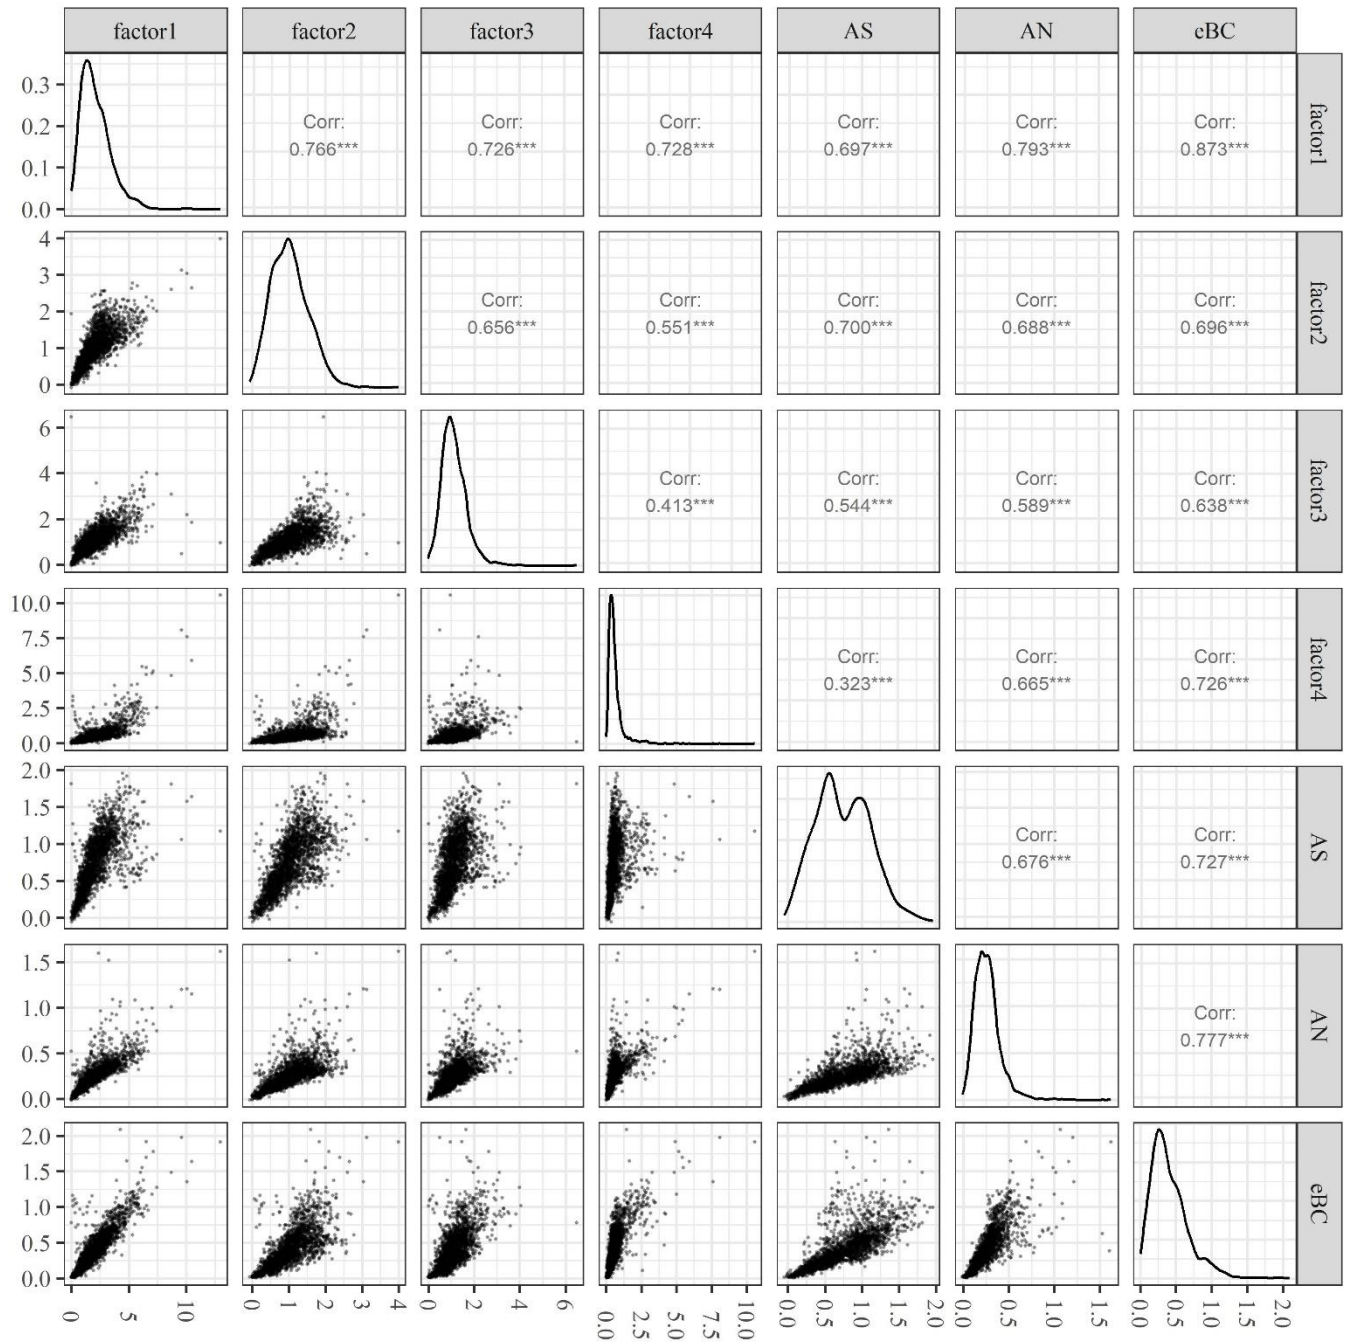 factor1 factor2 factor3 factor4 AS AN eBC
0.3
0.2
0.1
0.0
Corr:
0.766***
Corr:
0.726***
Corr:
0.728***
Corr:
0.697***
Corr:
0.793***
Corr:
0.873***
factor1
4
3
2
1
0
Corr:
0.656***
Corr:
0.551***
Corr:
0.700***
Corr:
0.688***
Corr:
0.696***
factor2
6
4
2
0
Corr:
0.413***
Corr:
0.544***
Corr:
0.589***
Corr:
0.638***
factor3
10.0
7.5
5.0
2.5
0.0
Corr:
0.323***
Corr:
0.665***
Corr:
0.726***
factor4
2.0
1.5
1.0
0.5
0.0
Corr:
0.676***
Corr:
0.727***
AS
1.5
1.0
0.5
0.0
Corr:
0.777***
AN
2.0
1.5
1.0
0.5
0.0
eBC
0 5 10 0 1 2 3 4 0 2 4 6 0.0 2.5 5.0 7.5 10.0 0.0 0.5 1.0 1.5 2.0 0.0 0.5 1.0 1.5 0.0 0.5 1.0 1.5 2.0